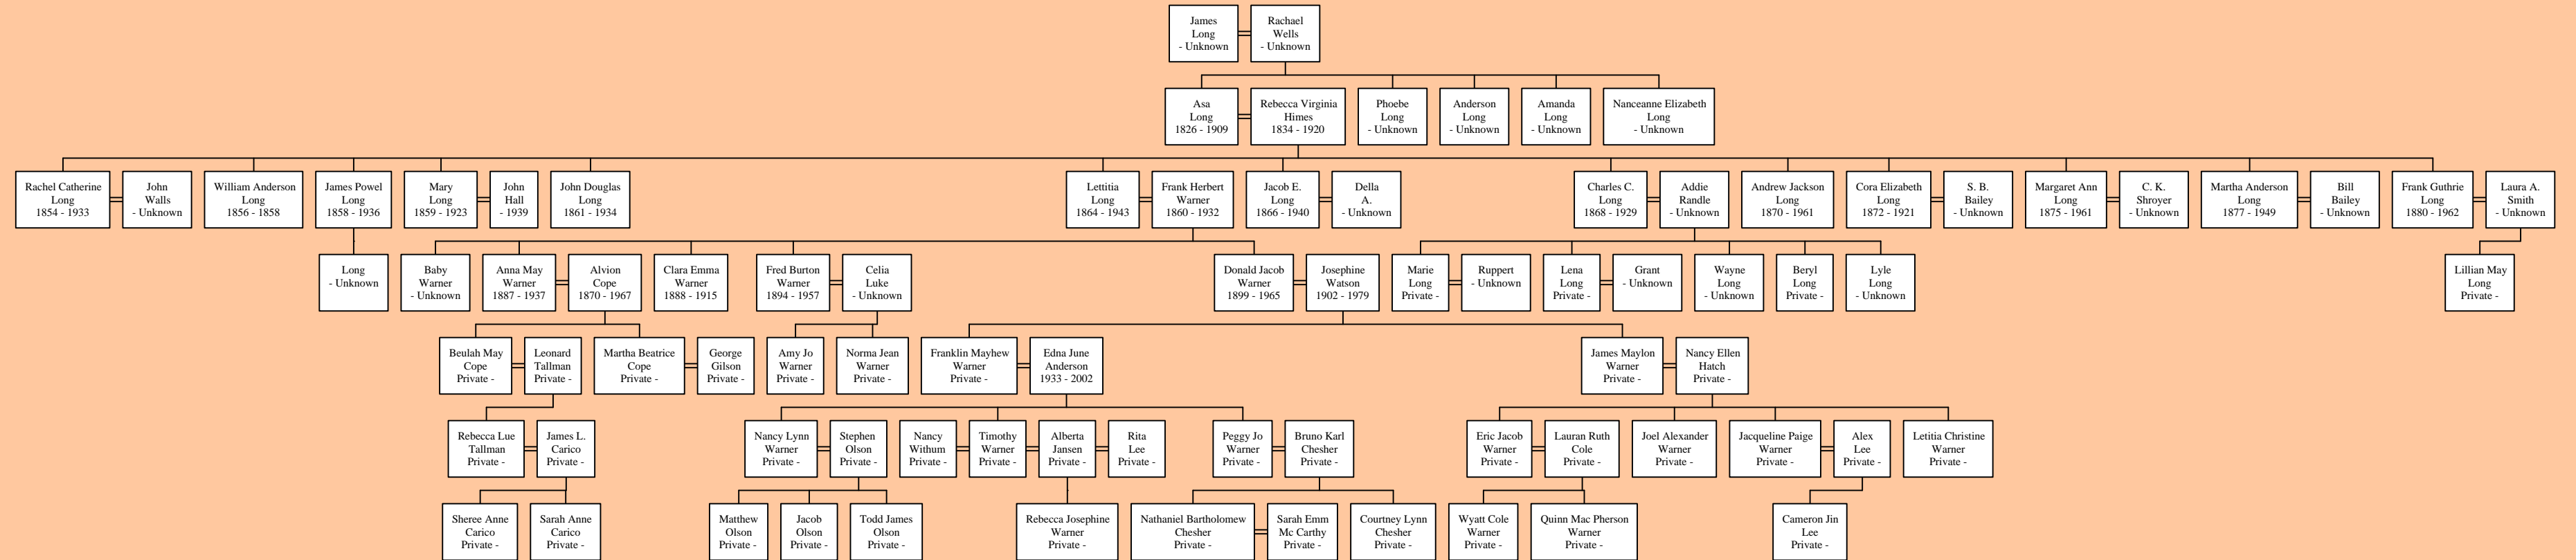 James
Long
- Unknown
Rachael
Wells
- Unknown
Asa
Long
1826 - 1909
Rebecca Virginia
Himes
1834 - 1920
Phoebe
Long
- Unknown
Anderson
Long
- Unknown
Amanda
Long
- Unknown
Nanceanne Elizabeth
Long
- Unknown
Rachel Catherine
Long
1854 - 1933
John
Walls
- Unknown
William Anderson
Long
1856 - 1858
James Powel
Long
1858 - 1936
Mary
Long
1859 - 1923
John
Hall
- 1939
John Douglas
Long
1861 - 1934
Lettitia
Long
1864 - 1943
Frank Herbert
Warner
1860 - 1932
Jacob E.
Long
1866 - 1940
Della
A.
- Unknown
Charles C.
Long
1868 - 1929
Addie
Randle
- Unknown
Andrew Jackson
Long
1870 - 1961
Cora Elizabeth
Long
1872 - 1921
S. B.
Bailey
- Unknown
Margaret Ann
Long
1875 - 1961
C. K.
Shroyer
- Unknown
Martha Anderson
Long
1877 - 1949
Bill
Bailey
- Unknown
Frank Guthrie
Long
1880 - 1962
Laura A.
Smith
- Unknown
Long
- Unknown
Baby
Warner
- Unknown
Anna May
Warner
1887 - 1937
Alvion
Cope
1870 - 1967
Clara Emma
Warner
1888 - 1915
Fred Burton
Warner
1894 - 1957
Celia
Luke
- Unknown
Donald Jacob
Warner
1899 - 1965
Josephine
Watson
1902 - 1979
Marie
Long
Private -
Ruppert
- Unknown
Lena
Long
Private -
Grant
- Unknown
Wayne
Long
- Unknown
Beryl
Long
Private -
Lyle
Long
- Unknown
Lillian May
Long
Private -
Beulah May
Cope
Private -
Leonard
Tallman
Private -
Martha Beatrice
Cope
Private -
George
Gilson
Private -
Amy Jo
Warner
Private -
Norma Jean
Warner
Private -
Franklin Mayhew
Warner
Private -
Edna June
Anderson
1933 - 2002
James Maylon
Warner
Private -
Nancy Ellen
Hatch
Private -
Rebecca Lue
Tallman
Private -
James L.
Carico
Private -
Nancy Lynn
Warner
Private -
Stephen
Olson
Private -
Nancy
Withum
Private -
Timothy
Warner
Private -
Alberta
Jansen
Private -
Rita
Lee
Private -
Peggy Jo
Warner
Private -
Bruno Karl
Chesher
Private -
Eric Jacob
Warner
Private -
Lauran Ruth
Cole
Private -
Joel Alexander
Warner
Private -
Jacqueline Paige
Warner
Private -
Alex
Lee
Private -
Letitia Christine
Warner
Private -
Sheree Anne
Carico
Private -
Sarah Anne
Carico
Private -
Matthew
Olson
Private -
Jacob
Olson
Private -
Todd James
Olson
Private -
Rebecca Josephine
Warner
Private -
Nathaniel Bartholomew
Chesher
Private -
Sarah Emm
Mc Carthy
Private -
Courtney Lynn
Chesher
Private -
Wyatt Cole
Warner
Private -
Quinn Mac Pherson
Warner
Private -
Cameron Jin
Lee
Private -